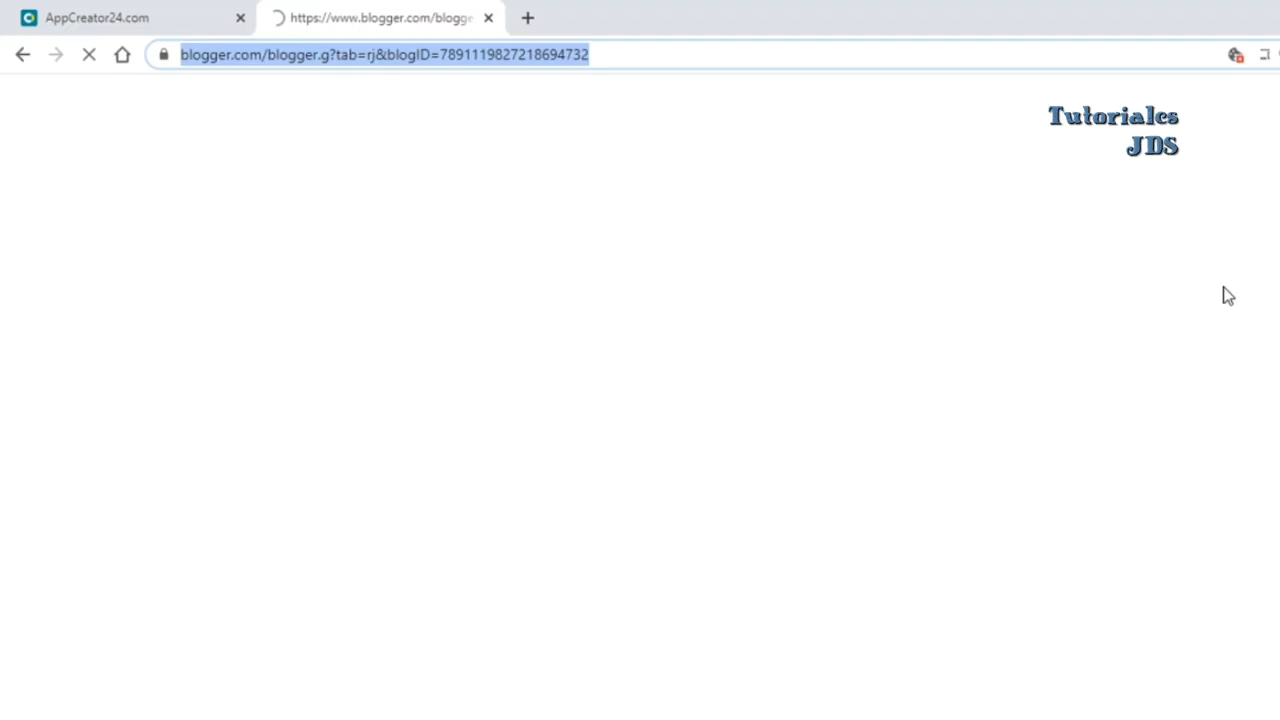 AppCreator24.com
https://www.blogger.com/blogge
blogger.com/blogger.g?tab=rj&blogID=7891119827218694732
Tutoriales
JDS